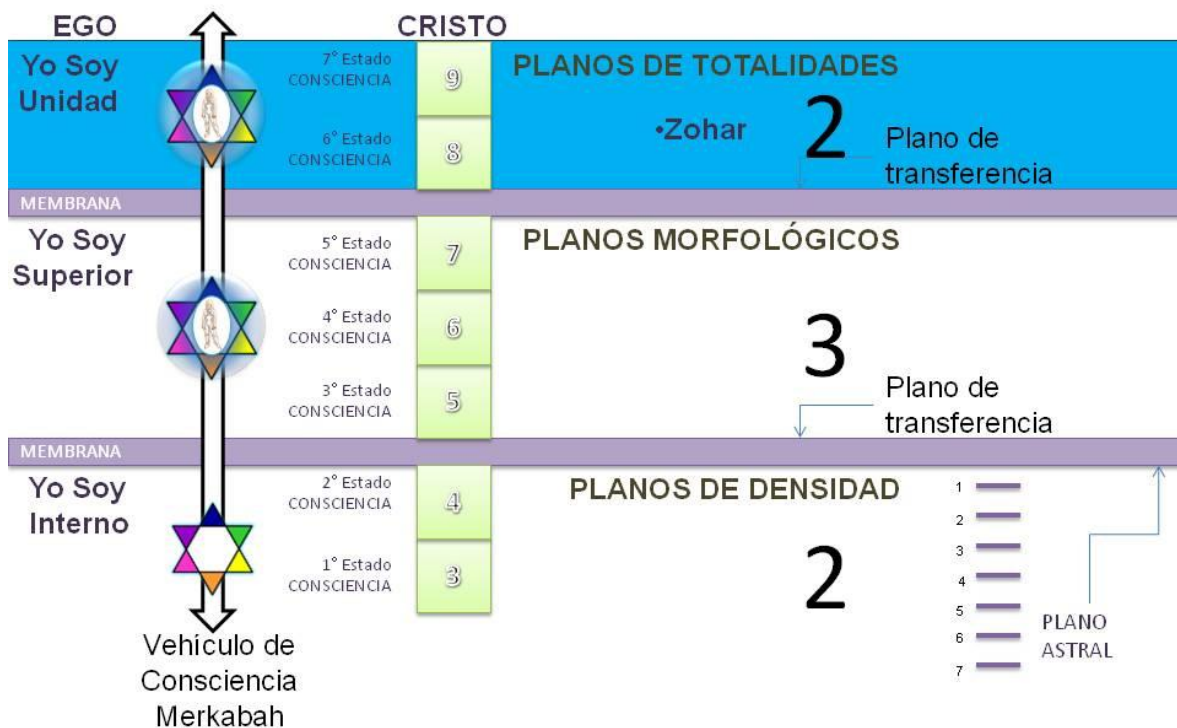 EGO
CRISTO
Yo Soy
Unidad
7° Estado
CONSCIENCIA
9
PLANOS DE TOTALIDADES
6° Estado
CONSCIENCIA
8
•Zohar
2
Plano de
transferencia
MEMBRANA
Yo Soy
Superior
5° Estado
CONSCIENCIA
7
PLANOS MORFOLÓGICOS
4° Estado
CONSCIENCIA
6
3
3° Estado
CONSCIENCIA
5
Plano de
transferencia
MEMBRANA
Yo Soy
Interno
2° Estado
CONSCIENCIA
4
PLANOS DE DENSIDAD
1° Estado
CONSCIENCIA
3
2
1
2
3
4
5
6
7
PLANO
ASTRAL
Vehículo de
Consciencia
Merkabah